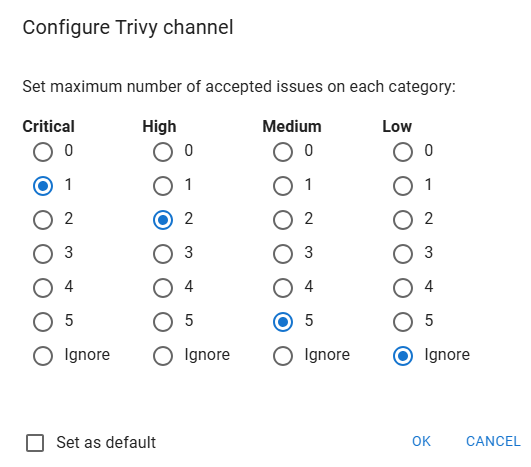 Configure Trivy channel
Set maximum number of accepted issues on each category:
Critical High Medium Low
0 0 0 0
1 1 1 1
2 2 2 2
3 3 3 3
4 4 4 4
5 5 5 5
Ignore Ignore Ignore Ignore
Set as default OK CANCEL